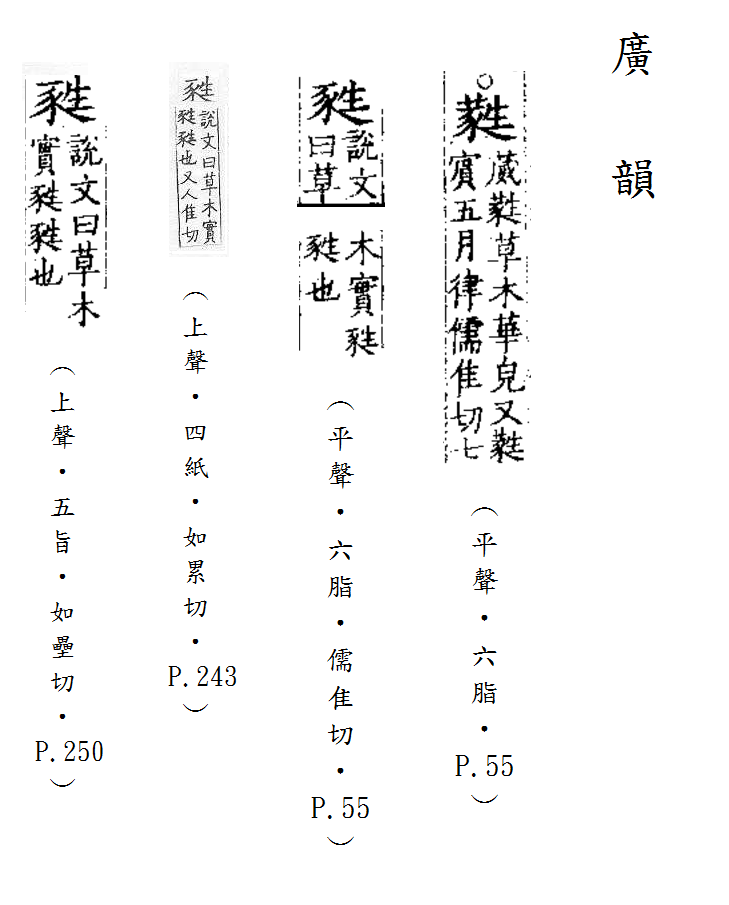 廣韻
○蕤
葳蕤草木華皃又蕤
賔五月律儒隹切七
（平聲‧六脂‧P.55）
甤
說文
曰草
木實甤
甤也
（平聲‧六脂‧儒隹切‧P.55）
甤
說文曰草木實
甤甤也又人隹切
（上聲‧四紙‧如累切‧P.243）
甤
說文曰草木
實甤甤也
（上聲‧五旨‧如壘切‧P.250）